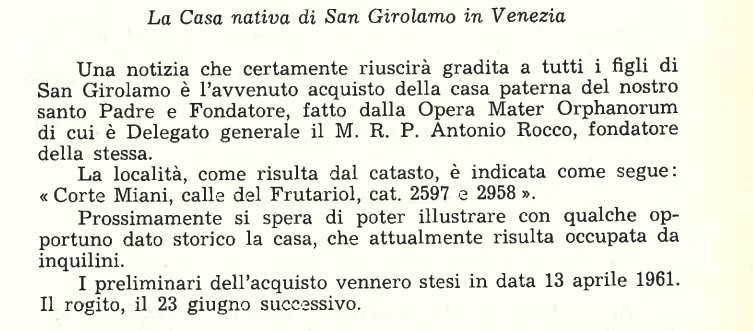 La Casa nativa di San Girolamo in Venezia
Una notizia che certamente riuscirà gradita a tutti i figli di
San Girolamo è l'avvenuto acquisto della casa paterna del nostro
santo Padre e Fondatore, fatto dalla Opera Mater Orphanorum
di cui è Delegato generale il M. R. P. Antonio Rocco, fondatore
della stessa.
La località, come risulta dal catasto, è indicata come segue:
« Corte Miani, calle del Frutariol, cat. 2597 e 2958 ».
Prossimamente si spera di poter illustrare con qualche op-
portuno dato storico la casa, che attualmente risulta occupata da
inquilini.
I preliminari dell'acquisto vennero stesi in data 13 aprile 1961.
Il rogito, il 23 giugno successivo.